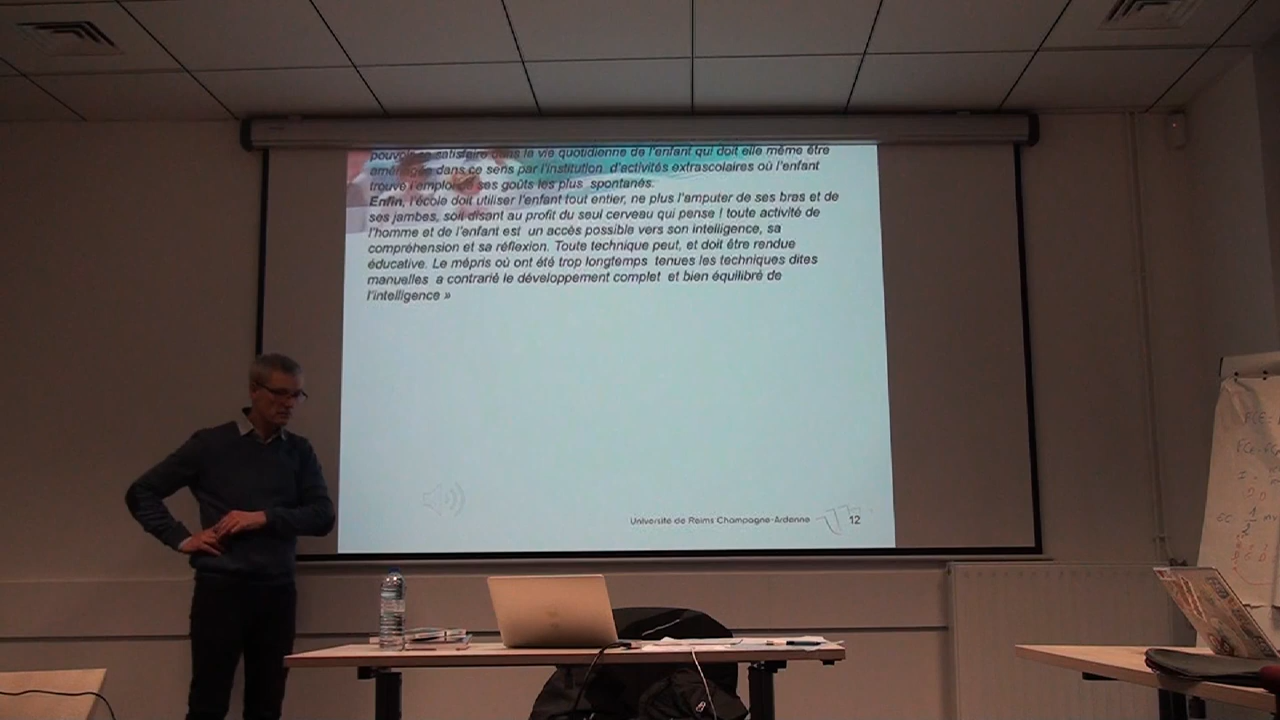 pouvoir se satisfaire dans la vie quotidienne de l'enfant qui doit elle même être
aménagée dans ce sens par l'institution d'activités extrascolaires où l'enfant
trouve l'emploi de ses goûts les plus spontanés.
Enfin, l'école doit utiliser l'enfant tout entier, ne plus l'amputer de ses bras et de
ses jambes, soit disant au profit du seul cerveau qui pense ! toute activité de
l'homme et de l'enfant est un accès possible vers son intelligence, sa
compréhension et sa réflexion. Toute technique peut, et doit être rendue
éducative. Le mépris où ont été trop longtemps tenues les techniques dites
manuelles a contrarié le développement complet et bien équilibré de
l'intelligence »
Université de Reims Champagne-Ardenne
12